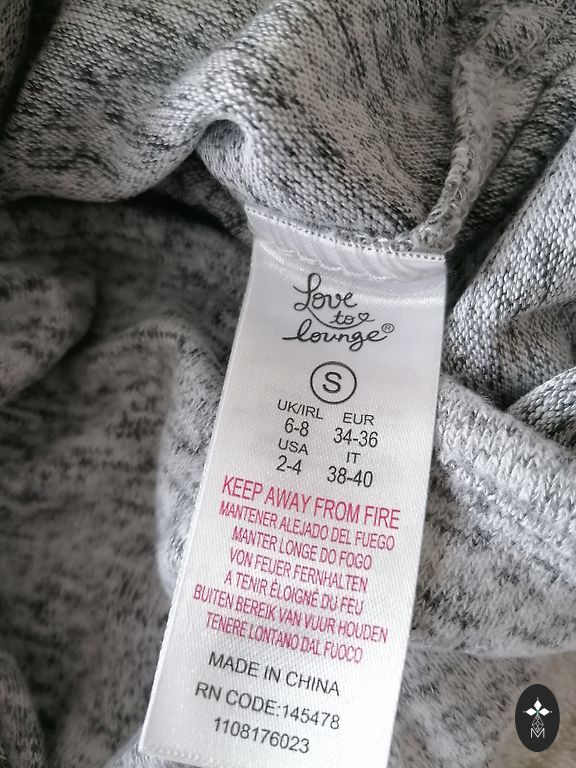 Love
to
lounge®
S
UK/IRL EUR
6-8 34-36
USA IT
2-4 38-40
KEEP AWAY FROM FIRE
MANTENER ALEJADO DEL FUEGO
MANTER LONGE DO FOGO
VON FEUER FERNHALTEN
A TENIR ÉLOIGNÉ DU FEU
BUITEN BEREIK VAN VUUR HOUDEN
TENERE LONTANO DAL FUOCO
MADE IN CHINA
RN CODE:145478
1108176023
M